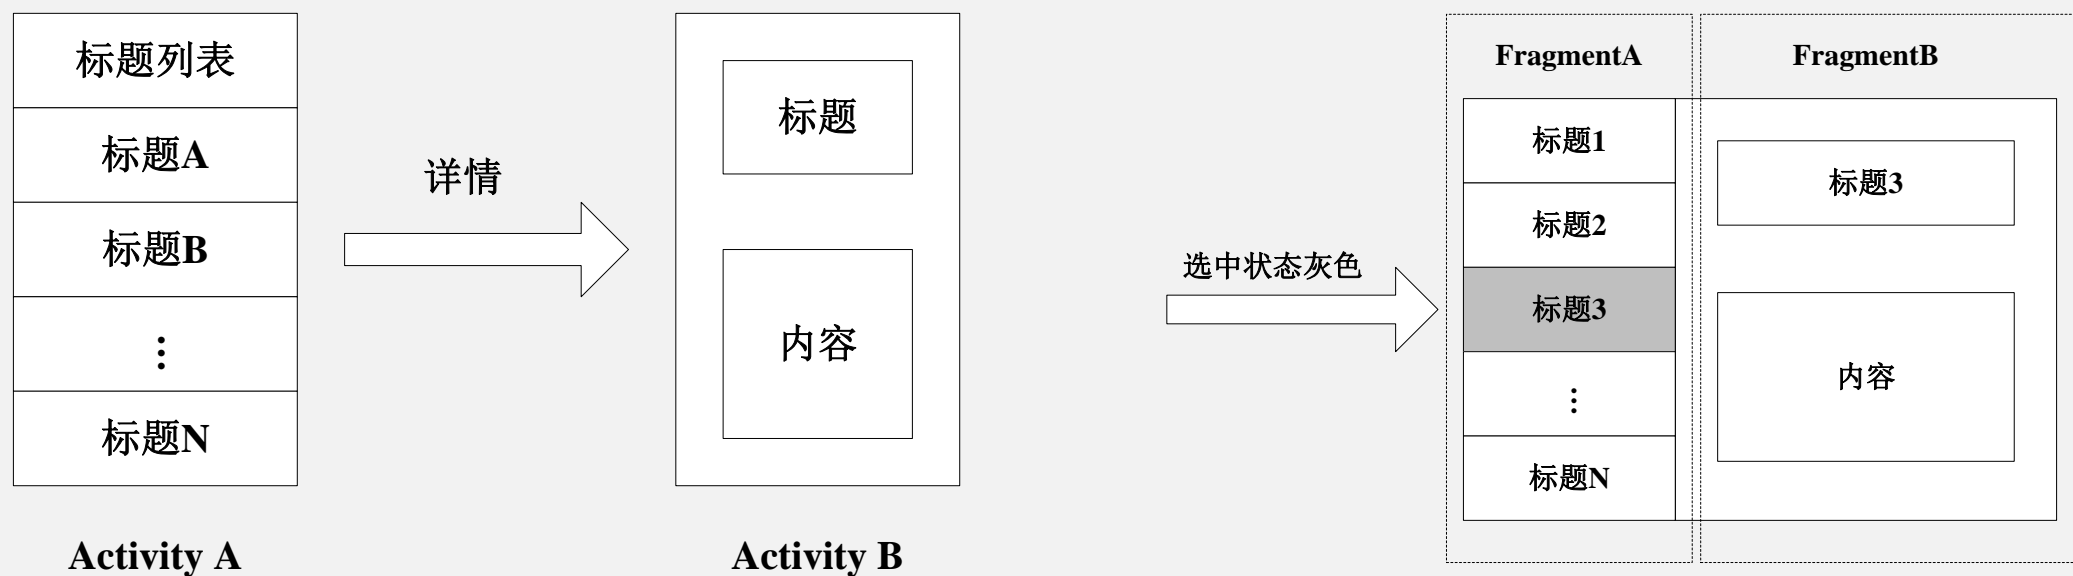 标题列表
标题A
标题B
⋮
标题N
Activity A
详情
标题
内容
Activity B
选中状态灰色
FragmentA
标题1
标题2
标题3
⋮
标题N
FragmentB
标题3
内容